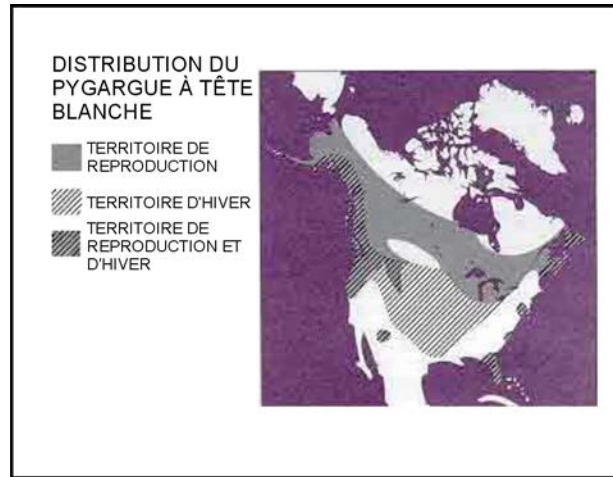 DISTRIBUTION DU
PYGARGUE À TÊTE
BLANCHE
TERRITOIRE DE
REPRODUCTION
TERRITOIRE D'HIVER
TERRITOIRE DE
REPRODUCTION ET
D'HIVER